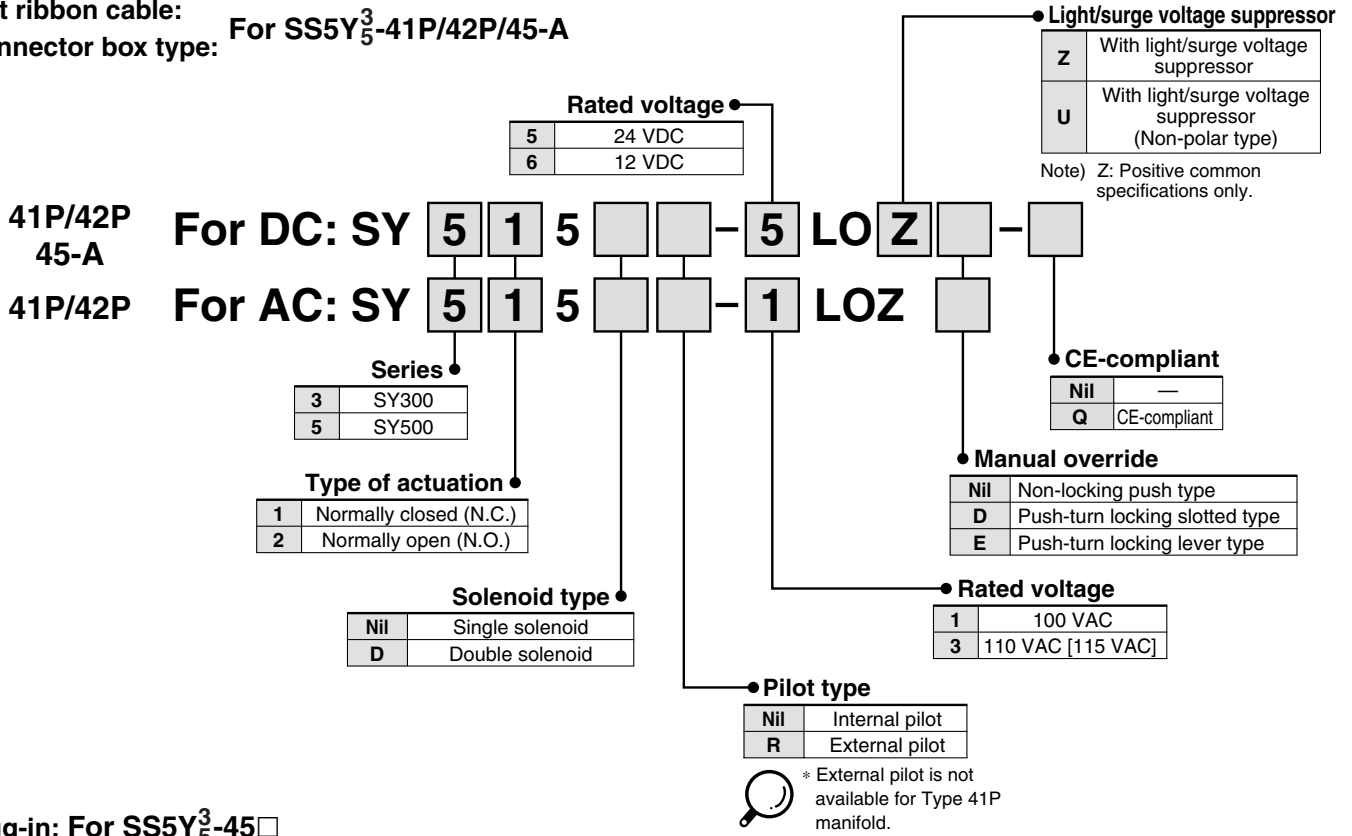 t ribbon cable:
nnector box type:
For SS5Y3/5-41P/42P/45-A
Light/surge voltage suppressor
Z With light/surge voltage
suppressor
U With light/surge voltage
suppressor
(Non-polar type)
Note) Z: Positive common
specifications only.
Rated voltage
5 24 VDC
6 12 VDC
41P/42P
45-A
For DC: SY 5 1 5 □ □ – 5 LO Z □ – □
41P/42P For AC: SY 5 1 5 □ □ – 1 LOZ □
Series
3 SY300
5 SY500
CE-compliant
Nil —
Q CE-compliant
Type of actuation
1 Normally closed (N.C.)
2 Normally open (N.O.)
Manual override
Nil Non-locking push type
D Push-turn locking slotted type
E Push-turn locking lever type
Solenoid type
Nil Single solenoid
D Double solenoid
Rated voltage
1 100 VAC
3 110 VAC [115 VAC]
Pilot type
Nil Internal pilot
R External pilot
* External pilot is not
available for Type 41P
manifold.
g-in: For SS5Y3/5-45□